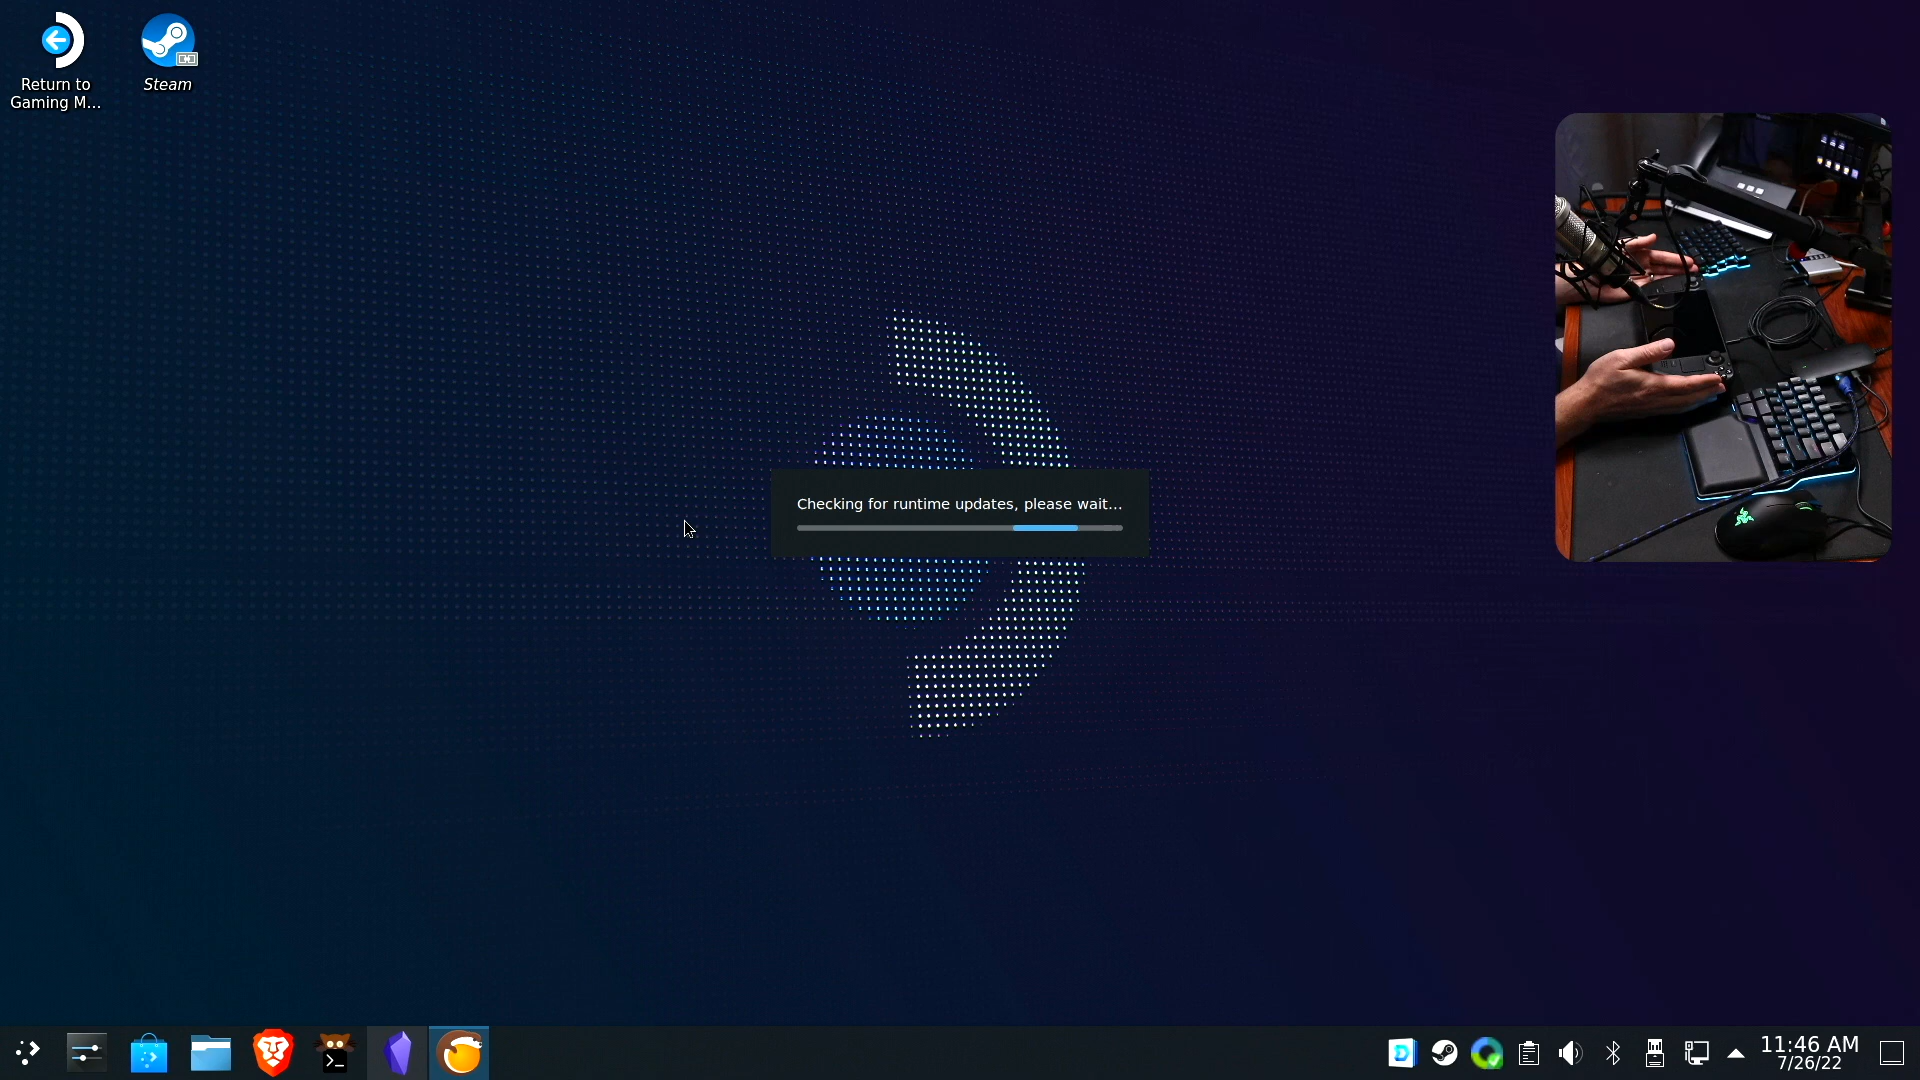 Return to
Gaming M...
Steam
Checking for runtime updates, please wait...
11:46 AM
7/26/22